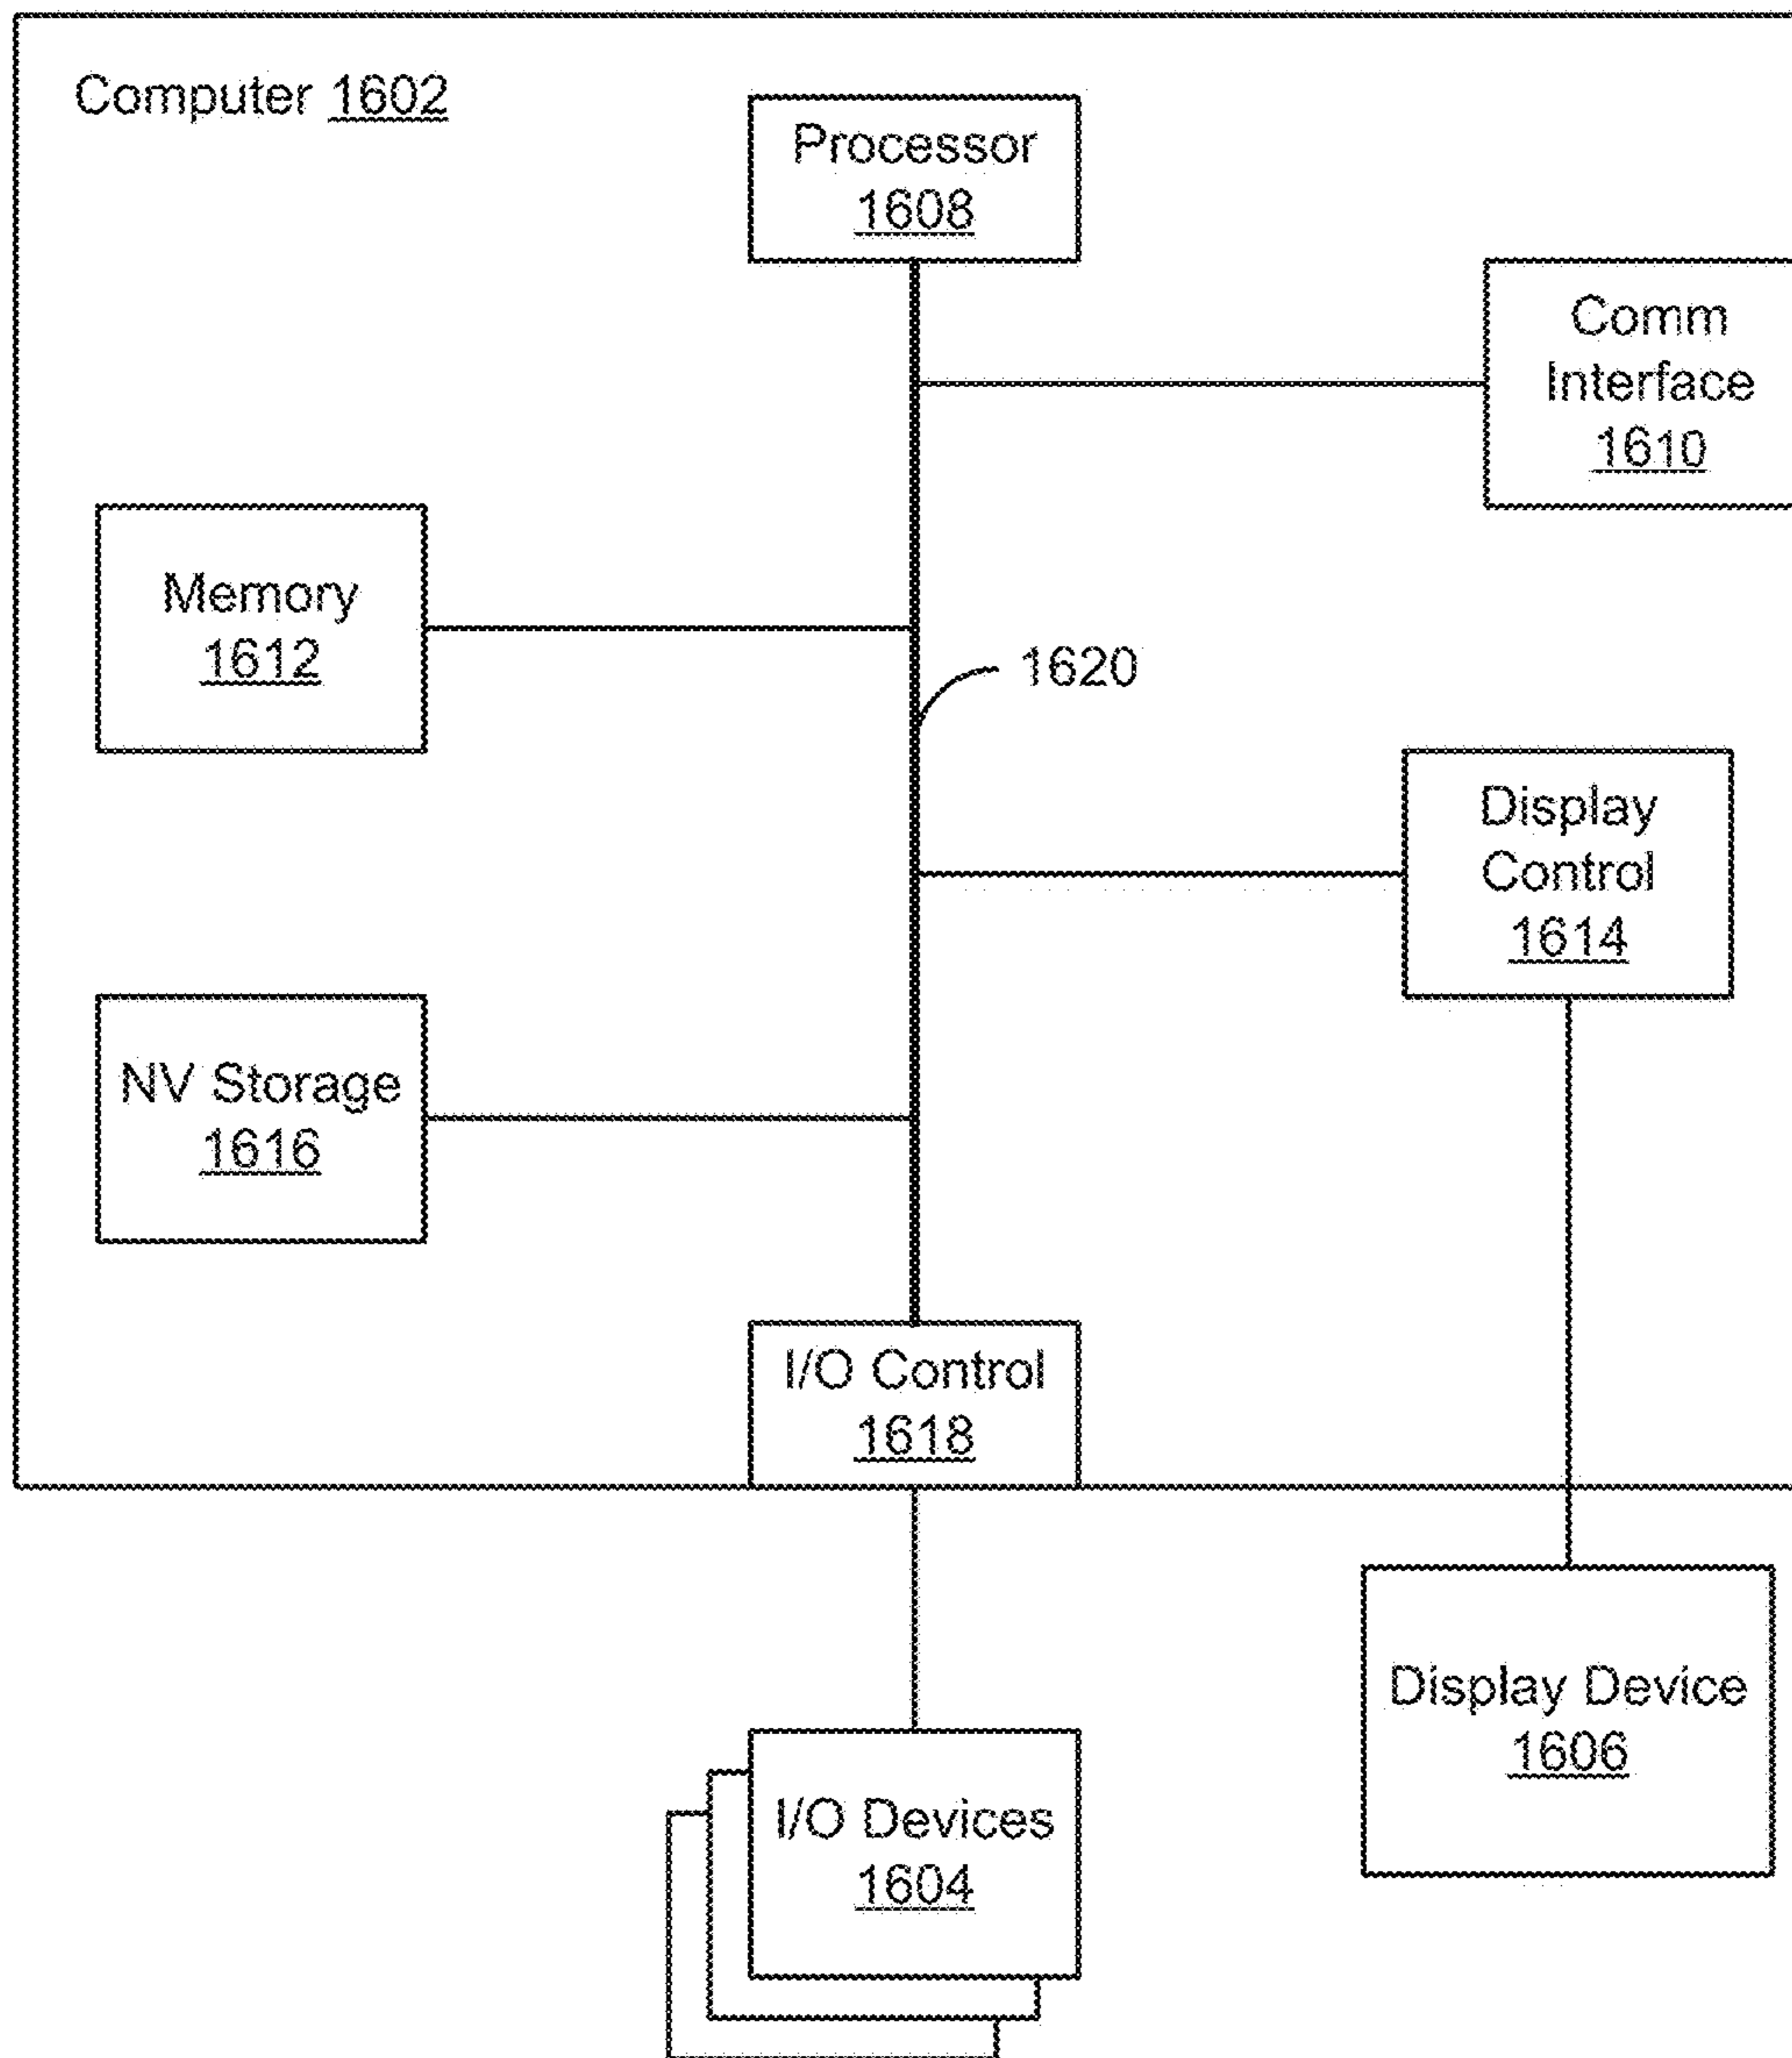 Computer 1602
Processor
1608
Comm
Interface
1610
Memory
1612
1620
Display
Control
1614
NV Storage
1616
I/O Control
1618
Display Device
1606
I/O Devices
1604